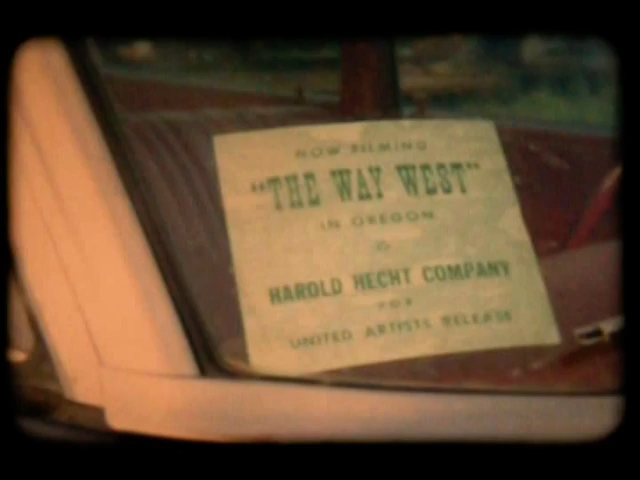 NOW FILMING
"THE WAY WEST"
IN OREGON
HAROLD HECHT COMPANY
FOR
UNITED ARTISTS RELEASE